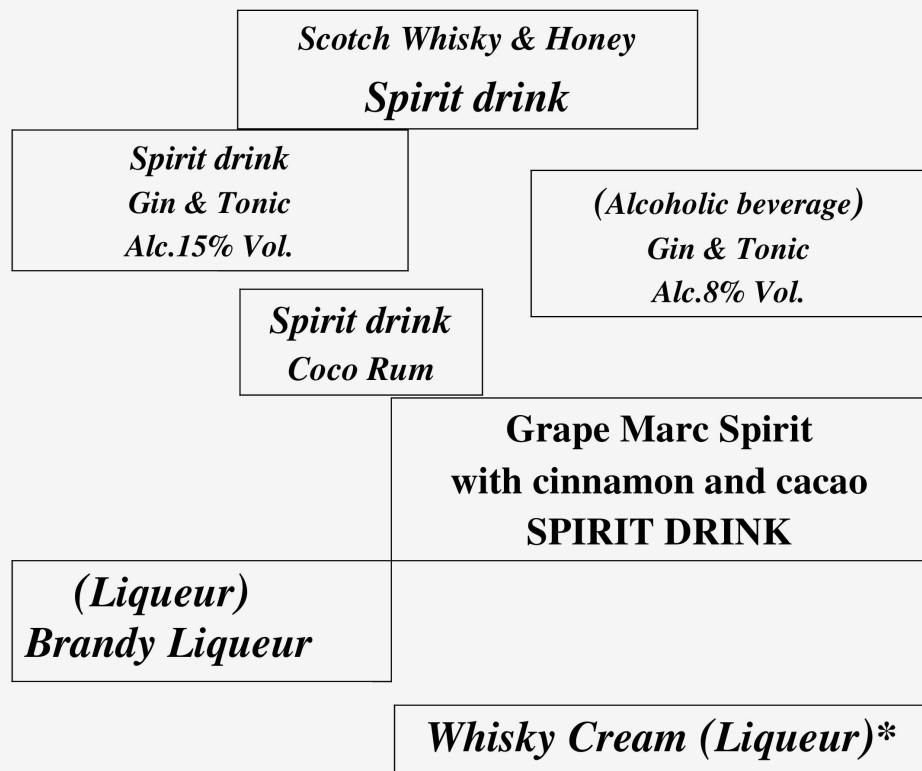 Scotch Whisky & Honey
Spirit drink
Spirit drink
Gin & Tonic
Alc.15% Vol.
(Alcoholic beverage)
Gin & Tonic
Alc.8% Vol.
Spirit drink
Coco Rum
Grape Marc Spirit
with cinnamon and cacao
SPIRIT DRINK
(Liqueur)
Brandy Liqueur
Whisky Cream (Liqueur)*